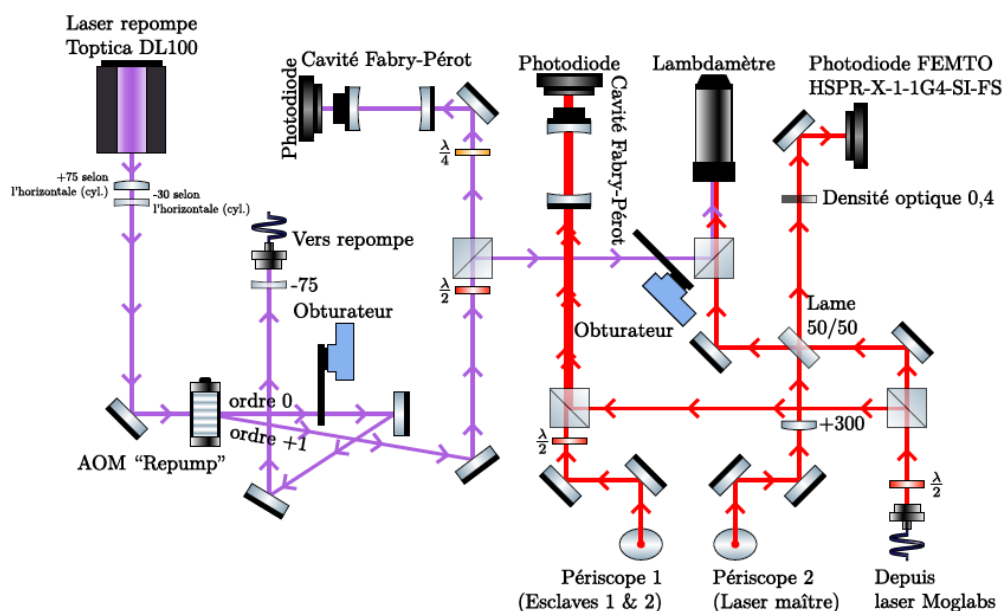 Laser repompe
Toptica DL100
Cavité Fabry-Pérot
Photodiode
Photodiode
Cavité Fabry-Pérot
Lambdamètre
Photodiode FEMTO
HSPR-X-1-1G4-SI-FS
+75 selon
l'horizontale (cyl.)
-30 selon
l'horizontale (cyl.)
λ/4
Densité optique 0,4
Vers repompe
-75
λ/2
Obturateur
Obturateur
Lame
50/50
ordre 0
ordre +1
AOM “Repump”
λ/2
+300
λ/2
Périscope 1
(Esclaves 1 & 2)
Périscope 2
(Laser maître)
Depuis
laser Moglabs